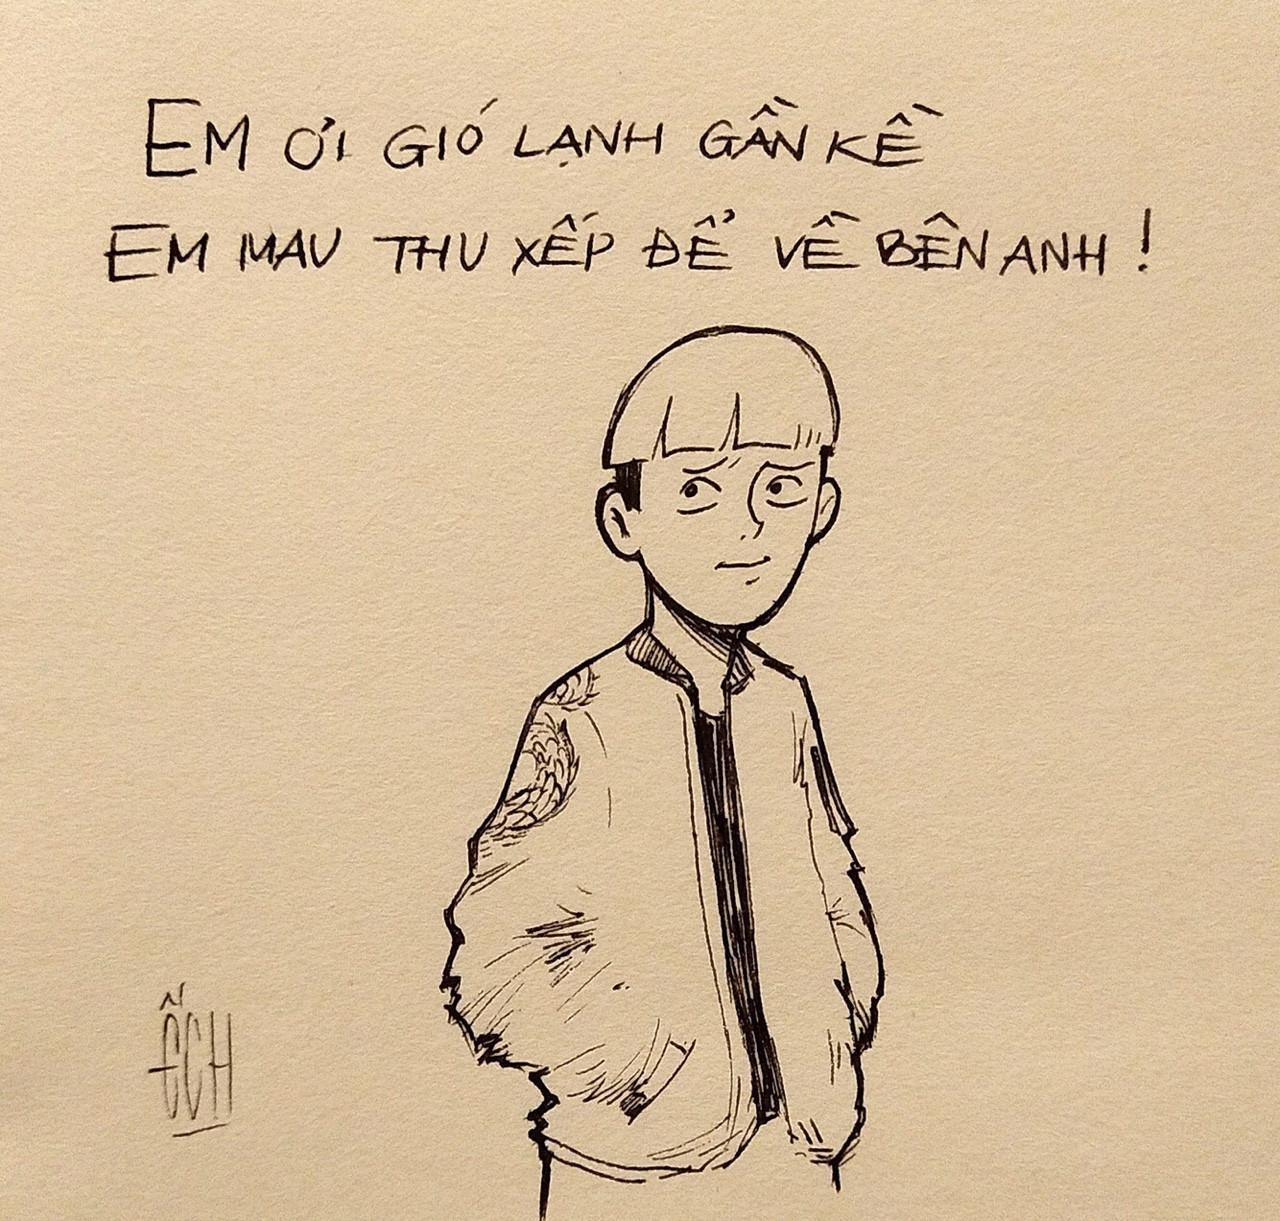 EM ƠI GIÓ LẠNH GẦN KỀ
EM MAU THU XẾP ĐỂ VỀ BÊN ANH!
ẾCH